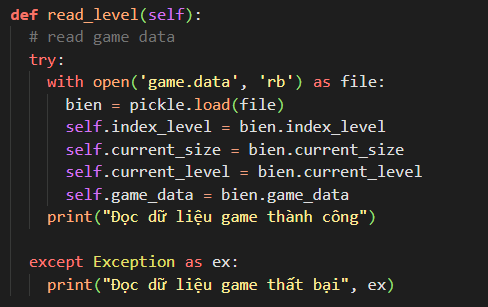 def read_level(self):
# read game data
try:
with open('game.data', 'rb') as file:
bien = pickle.load(file)
self.index_level = bien.index_level
self.current_size = bien.current_size
self.current_level = bien.current_level
self.game_data = bien.game_data
print("Đọc dữ liệu game thành công")
except Exception as ex:
print("Đọc dữ liệu game thất bại", ex)